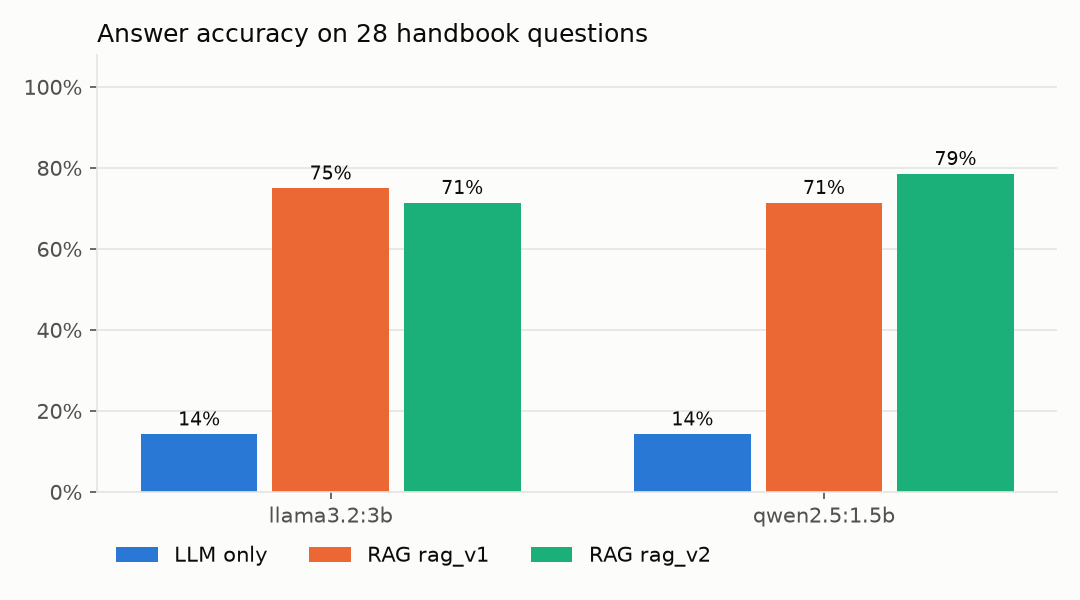 Answer accuracy on 28 handbook questions
100%
80%
60%
40%
20%
0%
14%
75%
71%
14%
71%
79%
llama3.2:3b
qwen2.5:1.5b
LLM only
RAG rag_v1
RAG rag_v2